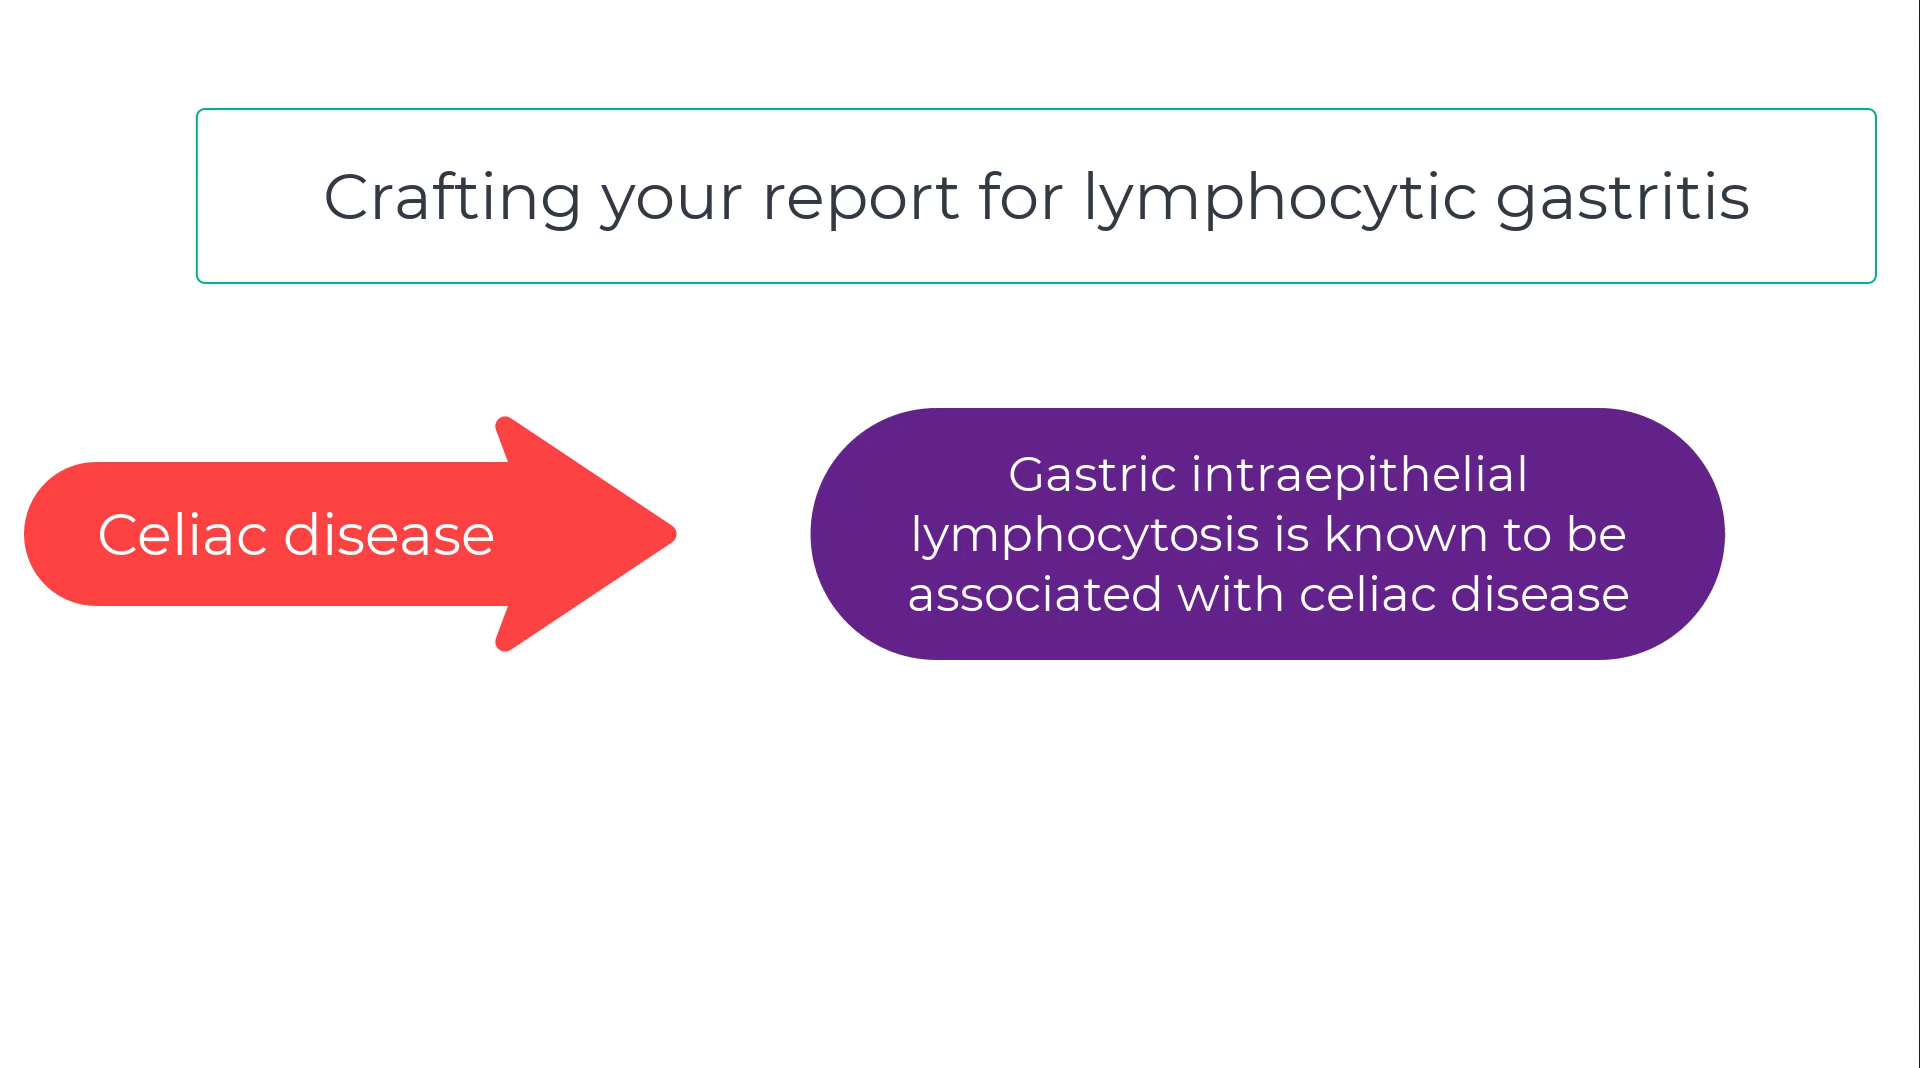 Crafting your report for lymphocytic gastritis
Celiac disease
Gastric intraepithelial
lymphocytosis is known to be
associated with celiac disease